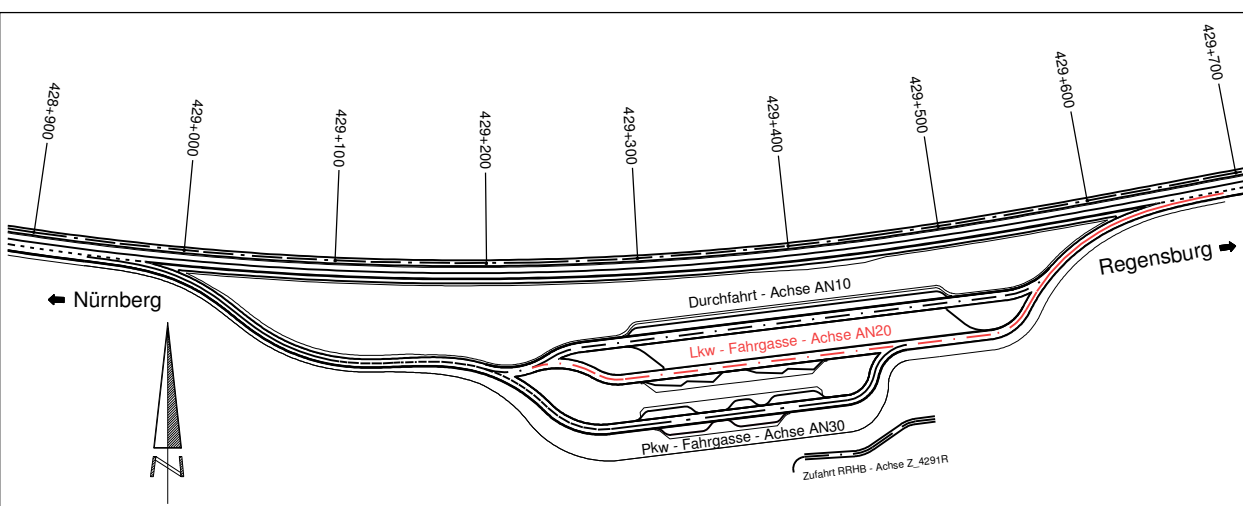 428+900
429+000
429+100
429+200
429+300
429+400
429+500
429+600
429+700
Nürnberg
Regensburg
Durchfahrt - Achse AN10
Lkw - Fahrgasse - Achse AN20
Pkw - Fahrgasse - Achse AN30
Zufahrt RRHB - Achse Z_4291R
N